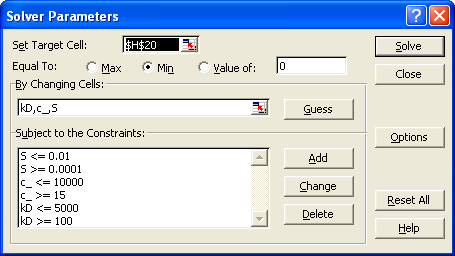 Solver Parameters
Set Target Cell: $H$20 Solve
Equal To: Max Min Value of: 0 Close
By Changing Cells:
kD,c_,S Guess
Subject to the Constraints: Options
S <= 0.01 Add
S >= 0.0001
c_ <= 10000 Change
c_ >= 15
kD <= 5000 Delete Reset All
kD >= 100
Help